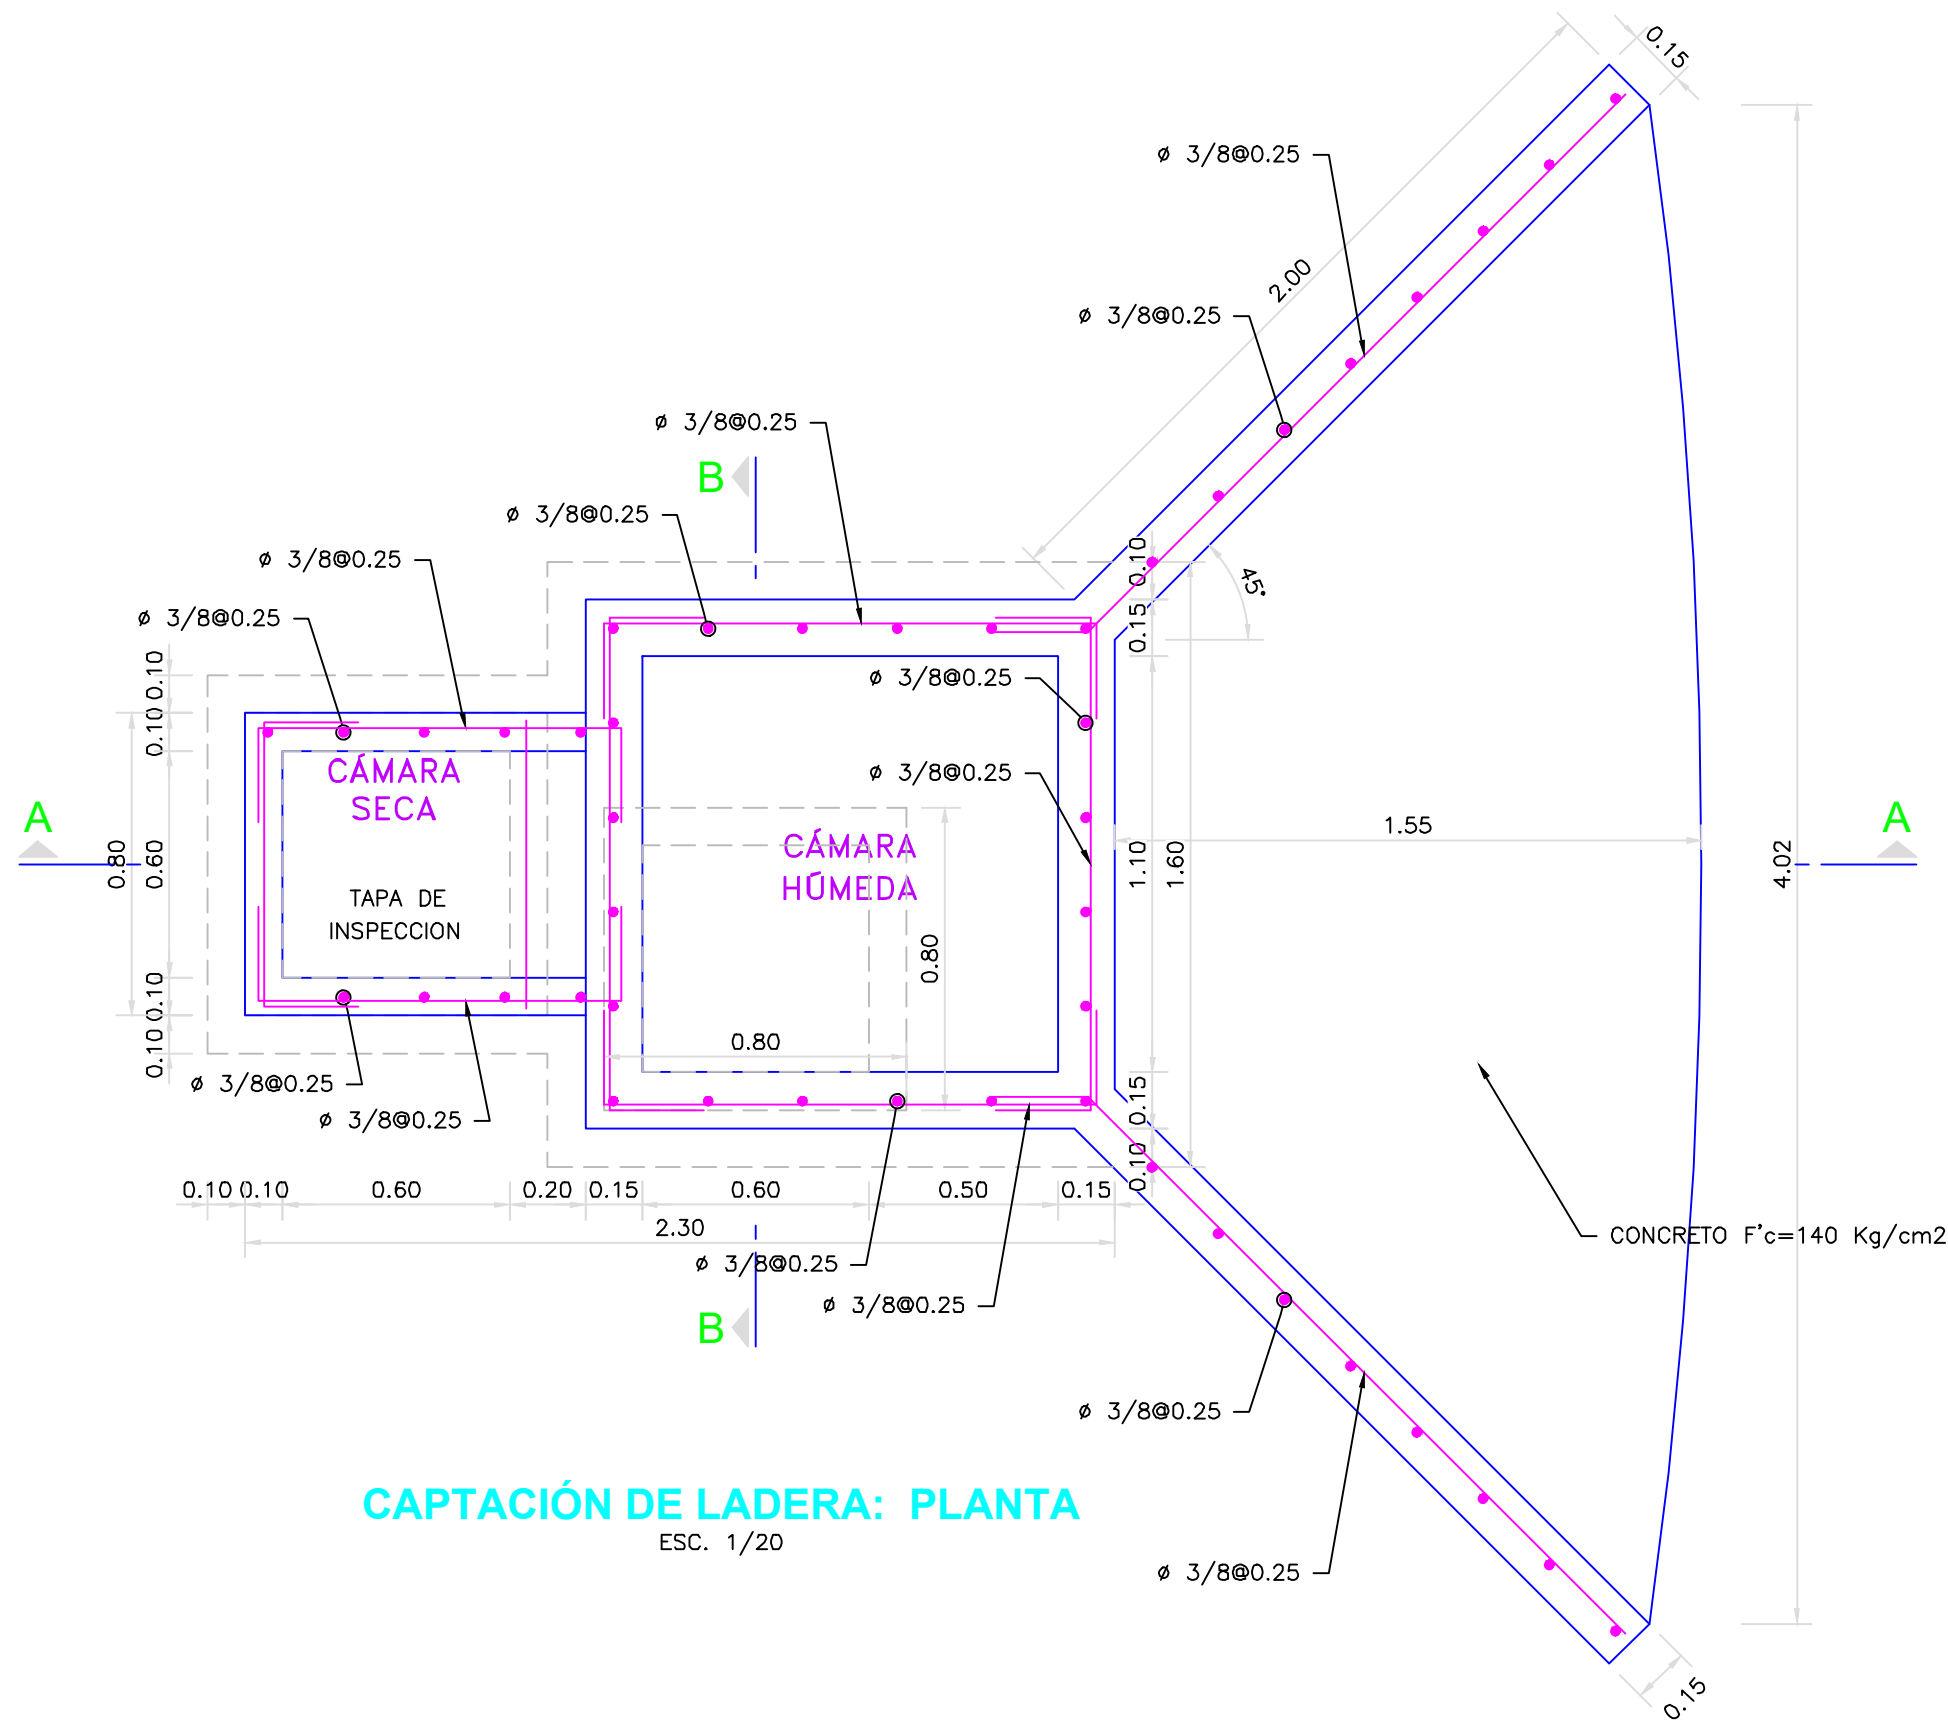 0.15
ø 3/8@0.25
2.00
ø 3/8@0.25
ø 3/8@0.25
B
ø 3/8@0.25
ø 3/8@0.25
0.10
45°
ø 3/8@0.25
0.15
0.10
ø 3/8@0.25
0.10
CÁMARA
SECA
ø 3/8@0.25
A
A
1.55
0.80
0.60
CÁMARA
HÚMEDA
1.10
1.60
4.02
TAPA DE
INSPECCION
0.80
0.10
0.80
0.10
ø 3/8@0.25
ø 3/8@0.25
0.15
0.10
0.10
0.10
0.60
0.20
0.15
0.60
0.50
0.15
2.30
CONCRETO F'c=140 Kg/cm2
ø 3/8@0.25
ø 3/8@0.25
B
ø 3/8@0.25
CAPTACIÓN DE LADERA: PLANTA
ESC. 1/20
ø 3/8@0.25
0.15